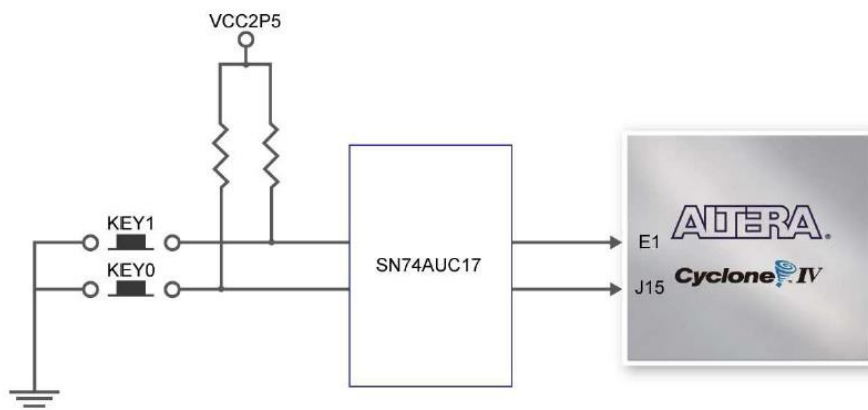 VCC2P5
KEY1
KEY0
SN74AUC17
E1
J15
ALTERA®
Cyclone IV